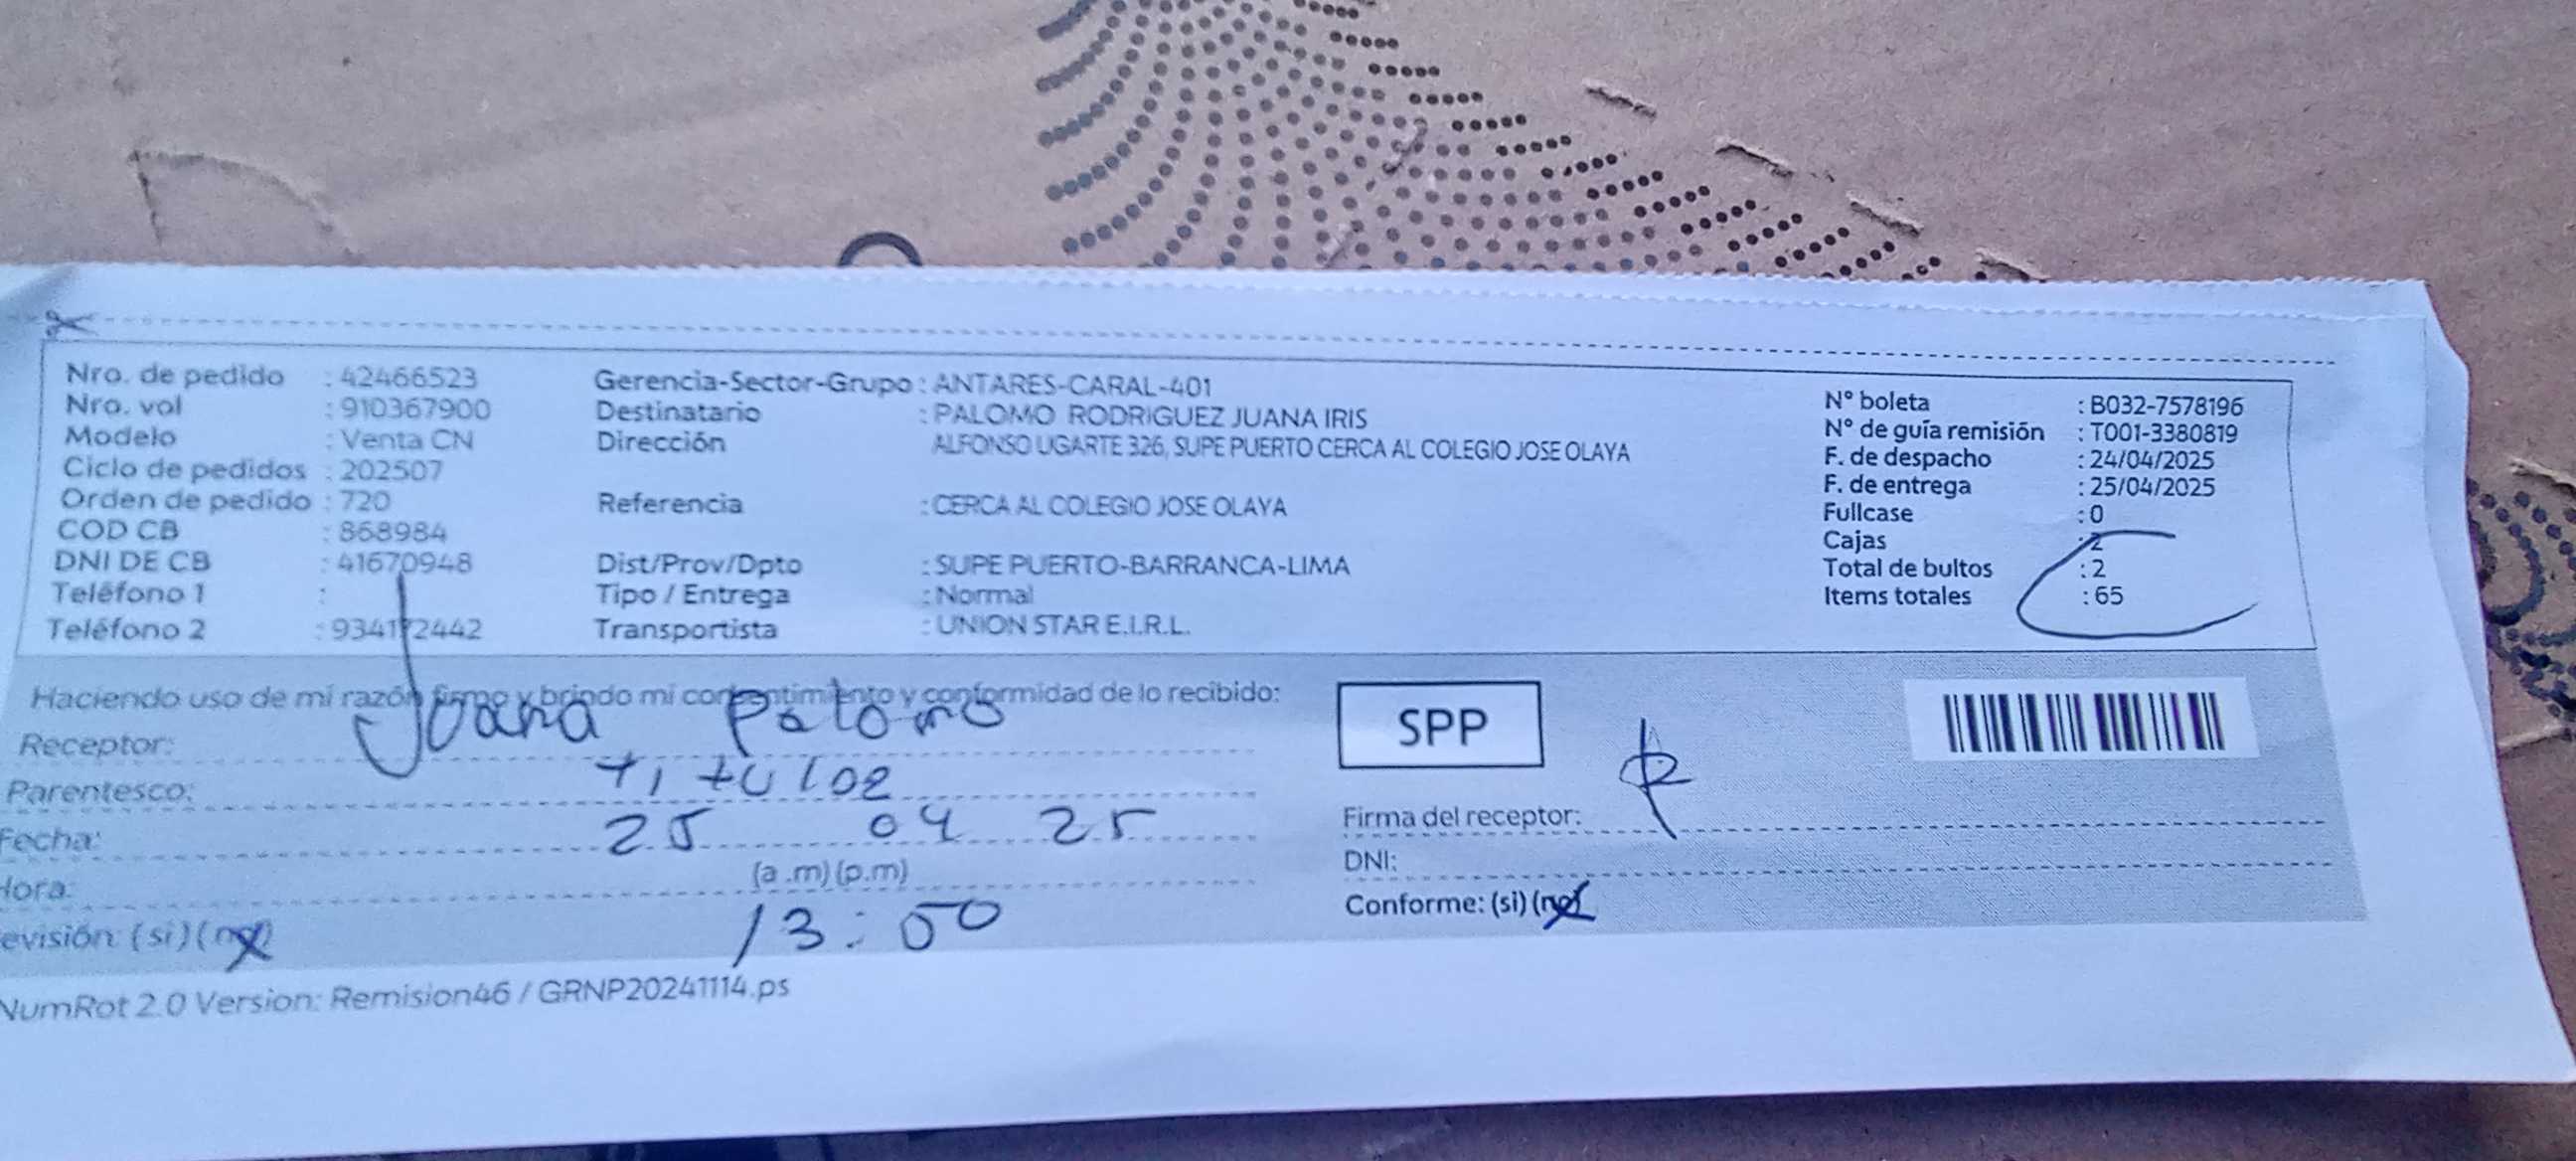 Nro. de pedido : 42466523
Nro. vol : 910367900
Modelo : Venta CN
Ciclo de pedidos : 202507
Orden de pedido : 720
COD CB : 868984
DNI DE CB : 41670948
Teléfono 1 :
Teléfono 2 : 934172442
Gerencia-Sector-Grupo : ANTARES-CARAL-401
Destinatario : PALOMO RODRIGUEZ JUANA IRIS
Dirección ALFONSO UGARTE 326, SUPE PUERTO CERCA AL COLEGIO JOSE OLAYA
Referencia : CERCA AL COLEGIO JOSE OLAYA
Dist/Prov/Dpto : SUPE PUERTO-BARRANCA-LIMA
Tipo / Entrega : Normal
Transportista : UNION STAR E.I.R.L.
N° boleta : B032-7578196
N° de guía remisión : T001-3380819
F. de despacho : 24/04/2025
F. de entrega : 25/04/2025
Fullcase : 0
Cajas : 2
Total de bultos : 2
Items totales : 65
Haciendo uso de mi razón firmo y brindo mi consentimiento y conformidad de lo recibido:
Receptor: Juana Palomo
Parentesco: titular
Fecha: 25 04 25
Hora: (a .m) (p.m)
13:00
evisión: (si) (no)
SPP
Firma del receptor:
DNI:
Conforme: (si) (no)
NumRot 2.0 Version: Remision46 / GRNP20241114.ps